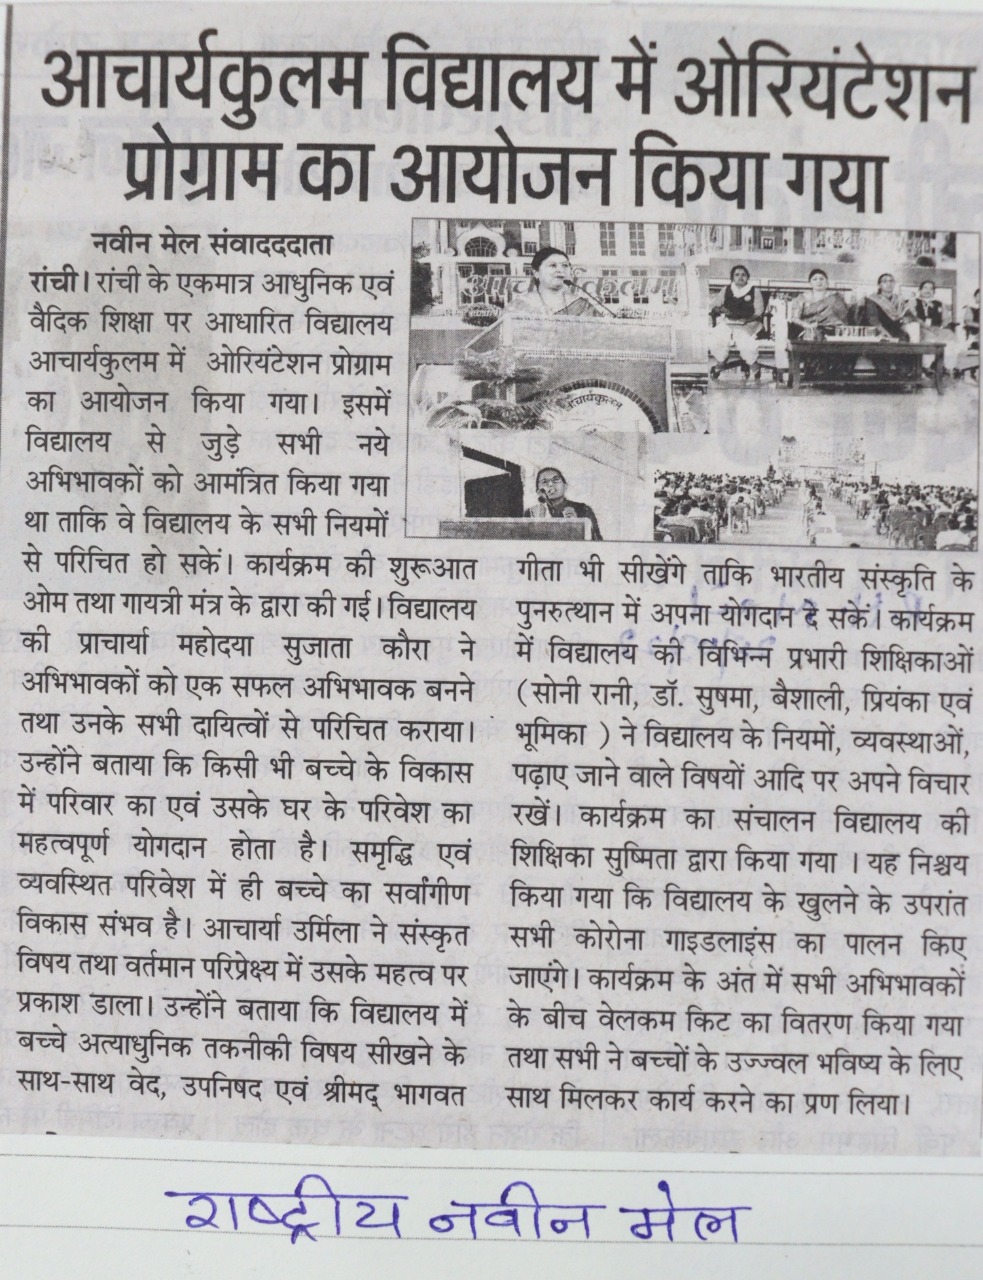 आचार्यकुलम विद्यालय में ओरियंटेशन
प्रोग्राम का आयोजन किया गया
नवीन मेल संवादददाता
रांची। रांची के एकमात्र आधुनिक एवं
वैदिक शिक्षा पर आधारित विद्यालय
आचार्यकुलम में ओरियंटेशन प्रोग्राम
का आयोजन किया गया। इसमें
विद्यालय से जुड़े सभी नये
अभिभावकों को आमंत्रित किया गया
था ताकि वे विद्यालय के सभी नियमों
से परिचित हो सकें। कार्यक्रम की शुरूआत
ओम तथा गायत्री मंत्र के द्वारा की गई। विद्यालय
की प्राचार्या महोदया सुजाता कौरा ने
अभिभावकों को एक सफल अभिभावक बनने
तथा उनके सभी दायित्वों से परिचित कराया।
उन्होंने बताया कि किसी भी बच्चे के विकास
में परिवार का एवं उसके घर के परिवेश का
महत्वपूर्ण योगदान होता है। समृद्धि एवं
व्यवस्थित परिवेश में ही बच्चे का सर्वांगीण
विकास संभव है। आचार्या उर्मिला ने संस्कृत
विषय तथा वर्तमान परिप्रेक्ष्य में उसके महत्व पर
प्रकाश डाला। उन्होंने बताया कि विद्यालय में
बच्चे अत्याधुनिक तकनीकी विषय सीखने के
साथ-साथ वेद, उपनिषद एवं श्रीमद् भागवत
आचार्यकुलम
आचार्यकुलम
गीता भी सीखेंगे ताकि भारतीय संस्कृति के
पुनरुत्थान में अपना योगदान दे सकें। कार्यक्रम
में विद्यालय की विभिन्न प्रभारी शिक्षिकाओं
(सोनी रानी, डॉ. सुषमा, बैशाली, प्रियंका एवं
भूमिका ) ने विद्यालय के नियमों, व्यवस्थाओं,
पढ़ाए जाने वाले विषयों आदि पर अपने विचार
रखें। कार्यक्रम का संचालन विद्यालय की
शिक्षिका सुष्मिता द्वारा किया गया । यह निश्चय
किया गया कि विद्यालय के खुलने के उपरांत
सभी कोरोना गाइडलाइंस का पालन किए
जाएंगे। कार्यक्रम के अंत में सभी अभिभावकों
के बीच वेलकम किट का वितरण किया गया
तथा सभी ने बच्चों के उज्ज्वल भविष्य के लिए
साथ मिलकर कार्य करने का प्रण लिया।
राष्ट्रीय नवीन मेल